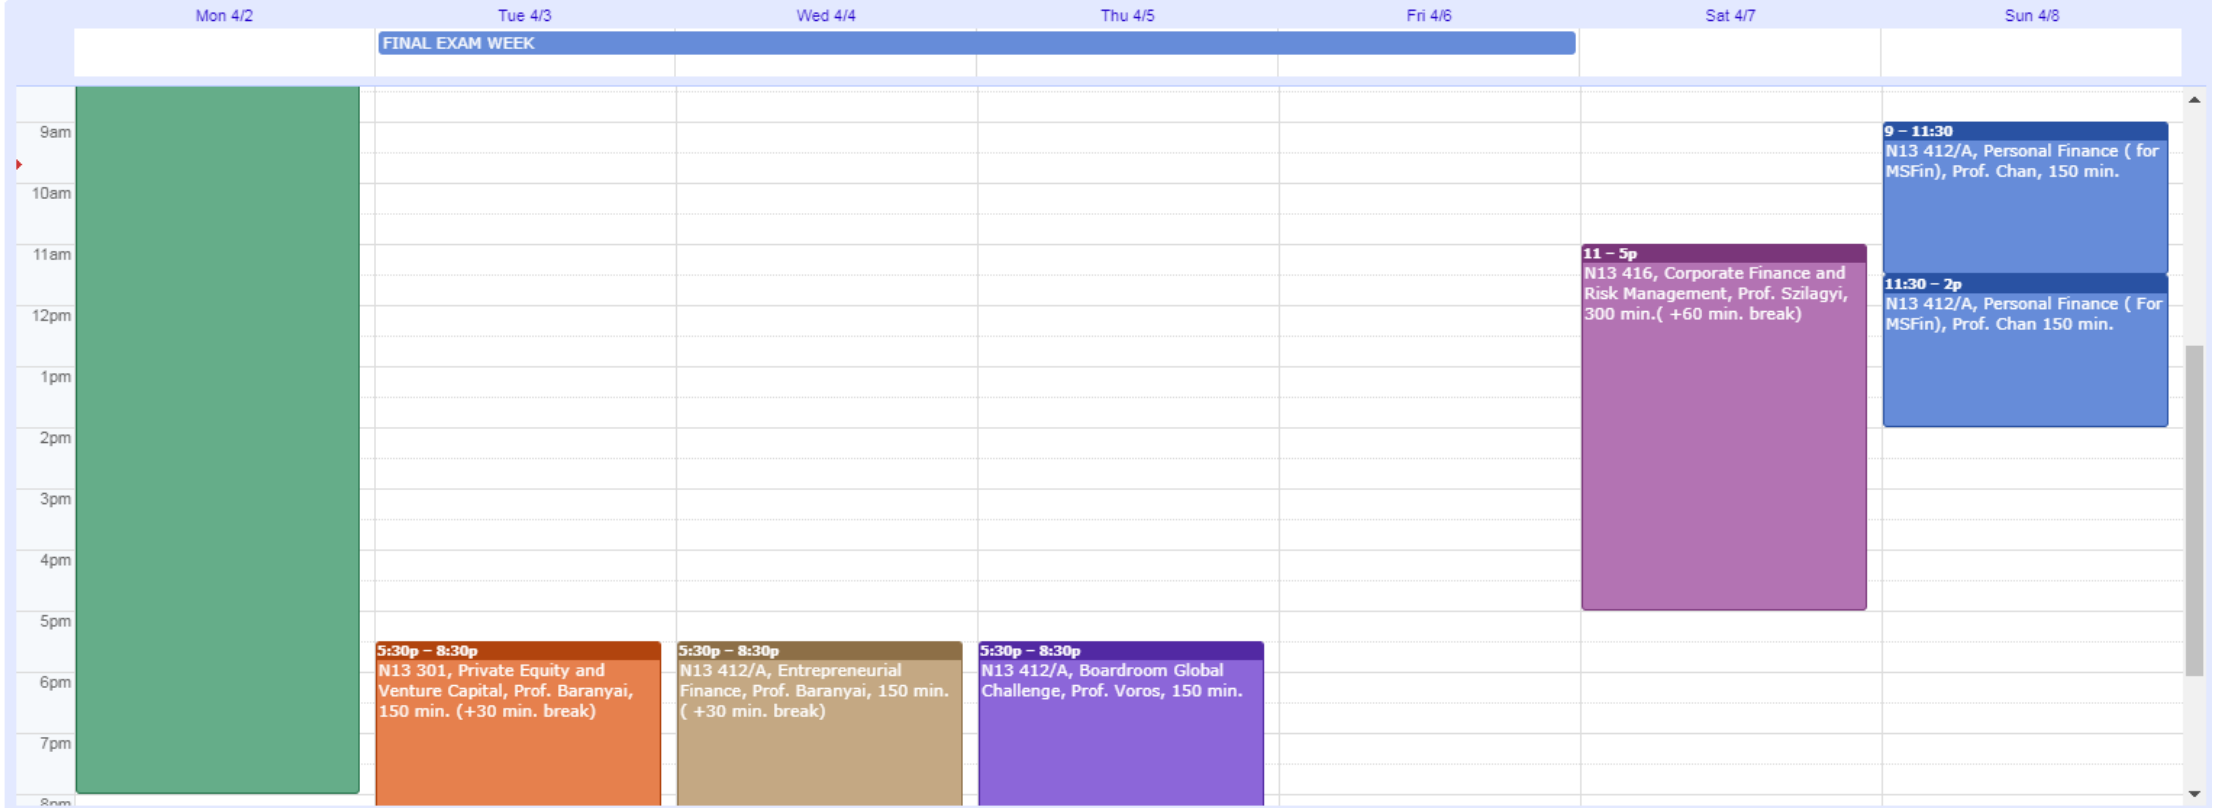 Mon 4/2
Tue 4/3
Wed 4/4
Thu 4/5
Fri 4/6
Sat 4/7
Sun 4/8
FINAL EXAM WEEK
9am
10am
11am
12pm
1pm
2pm
3pm
4pm
5pm
6pm
7pm
8pm
5:30p – 8:30p
N13 301, Private Equity and
Venture Capital, Prof. Baranyai,
150 min. (+30 min. break)
5:30p – 8:30p
N13 412/A, Entrepreneurial
Finance, Prof. Baranyai, 150 min.
( +30 min. break)
5:30p – 8:30p
N13 412/A, Boardroom Global
Challenge, Prof. Voros, 150 min.
11 – 5p
N13 416, Corporate Finance and
Risk Management, Prof. Szilagyi,
300 min.( +60 min. break)
9 – 11:30
N13 412/A, Personal Finance ( for
MSFin), Prof. Chan, 150 min.
11:30 – 2p
N13 412/A, Personal Finance ( For
MSFin), Prof. Chan 150 min.